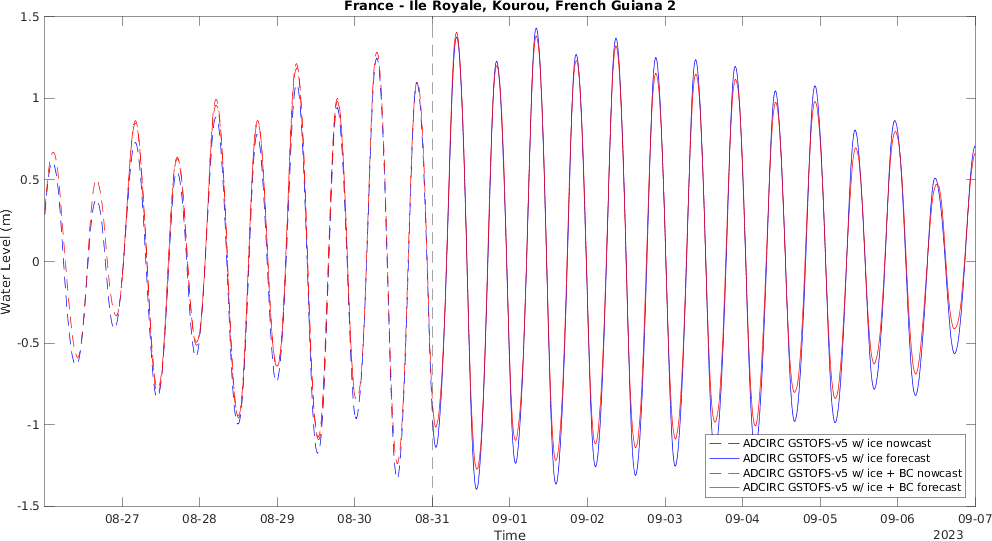 France - Ile Royale, Kourou, French Guiana 2
Water Level (m)
1.5
1
0.5
0
-0.5
-1
-1.5
08-27
08-28
08-29
08-30
08-31
09-01
09-02
09-03
09-04
09-05
09-06
09-07
Time
2023
ADCIRC GSTOFS-v5 w/ ice nowcast
ADCIRC GSTOFS-v5 w/ ice forecast
ADCIRC GSTOFS-v5 w/ ice + BC nowcast
ADCIRC GSTOFS-v5 w/ ice + BC forecast